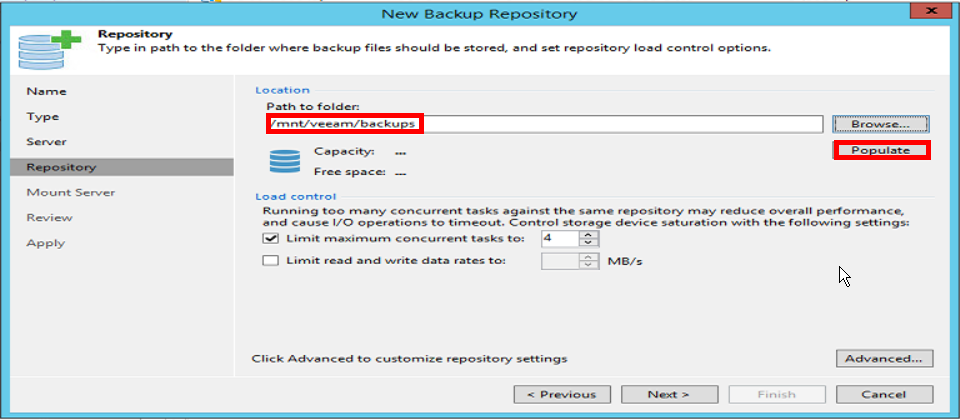 New Backup Repository
Repository
Type in path to the folder where backup files should be stored, and set repository load control options.
Name
Type
Server
Repository
Mount Server
Review
Apply
Location
Path to folder:
/mnt/veeam/backups
Browse...
Capacity: ...
Populate
Free space: ...
Load control
Running too many concurrent tasks against the same repository may reduce overall performance,
and cause I/O operations to timeout. Control storage device saturation with the following settings:
Limit maximum concurrent tasks to: 4
Limit read and write data rates to: MB/s
Click Advanced to customize repository settings
Advanced...
< Previous
Next >
Finish
Cancel